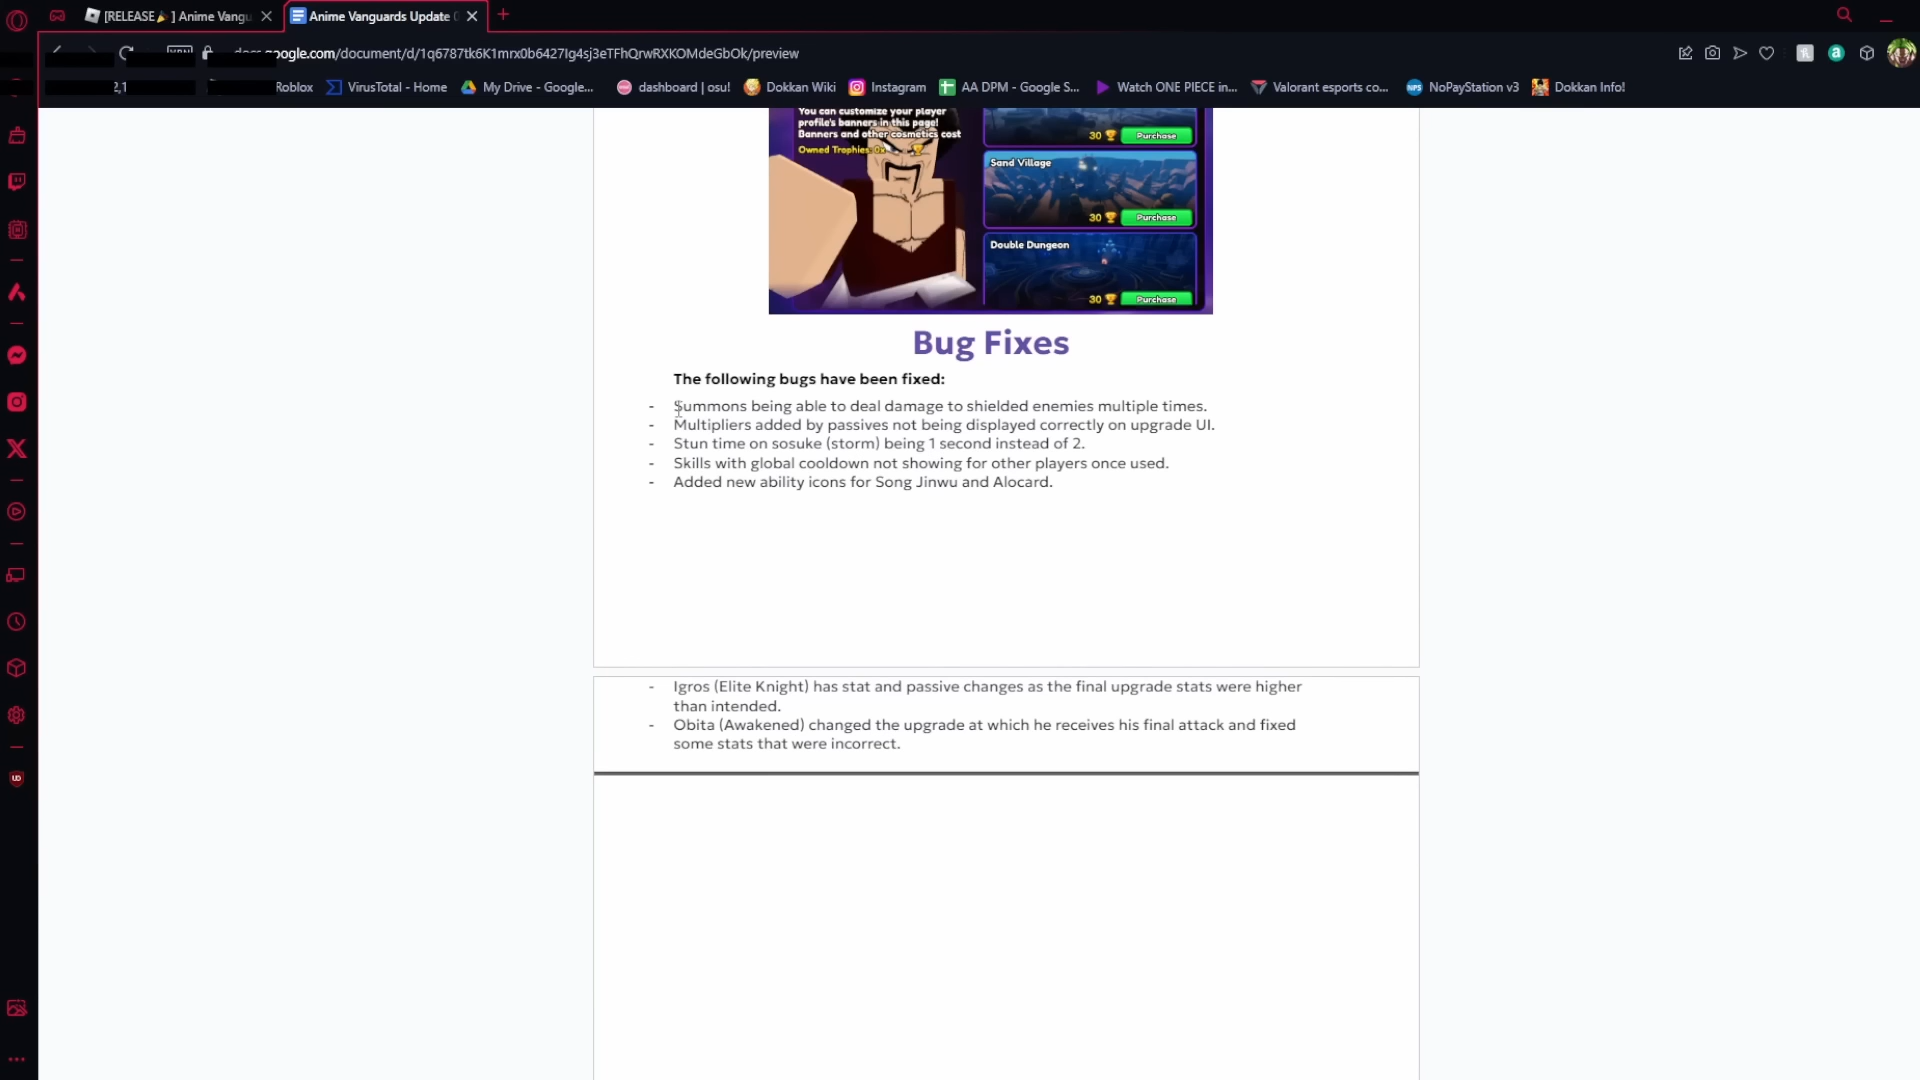 [RELEASE🎉] Anime Vangu
Anime Vanguards Update
docs.google.com/document/d/1q6787tk6K1mrx0b6427Ig4sj3eTFhQrwRXKOMdeGbOk/preview
2,1
Roblox
VirusTotal - Home
My Drive - Google...
dashboard | osu!
Dokkan Wiki
Instagram
AA DPM - Google S...
Watch ONE PIECE in...
Valorant esports co...
NoPayStation v3
Dokkan Info!
You can customize your player
profile's banners in this page!
Banners and other cosmetics cost
Owned Trophies: 0x
30 Purchase
Sand Village
30 Purchase
Double Dungeon
30 Purchase
Bug Fixes
The following bugs have been fixed:
- Summons being able to deal damage to shielded enemies multiple times.
- Multipliers added by passives not being displayed correctly on upgrade UI.
- Stun time on sosuke (storm) being 1 second instead of 2.
- Skills with global cooldown not showing for other players once used.
- Added new ability icons for Song Jinwu and Alocard.
- Igros (Elite Knight) has stat and passive changes as the final upgrade stats were higher
than intended.
- Obita (Awakened) changed the upgrade at which he receives his final attack and fixed
some stats that were incorrect.